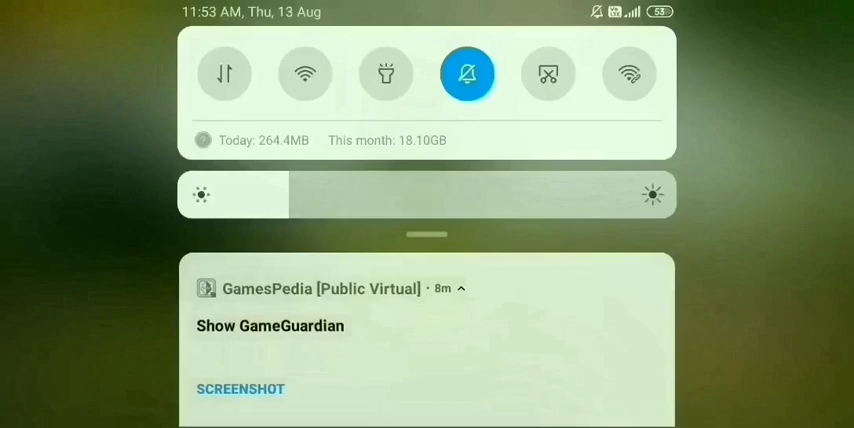 11:53 AM, Thu, 13 Aug
53
Today: 264.4MB This month: 18.10GB
GamesPedia [Public Virtual] · 8m
Show GameGuardian
SCREENSHOT